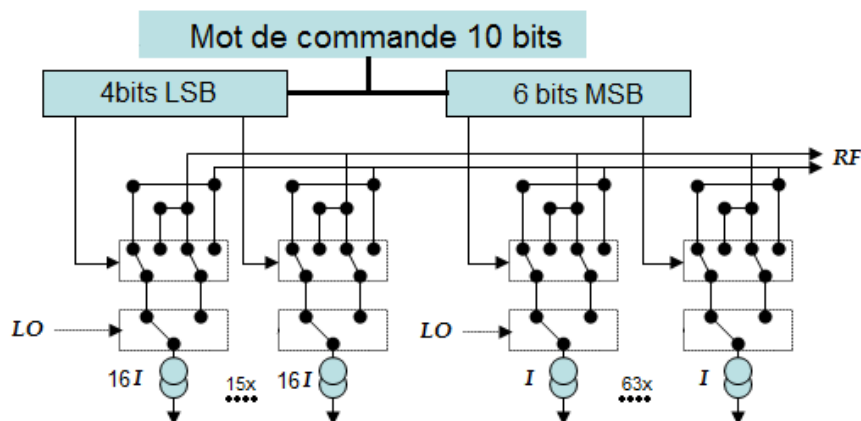 Mot de commande 10 bits
4bits LSB
6 bits MSB
RF
LO
LO
16I
15x
16I
I
63x
I